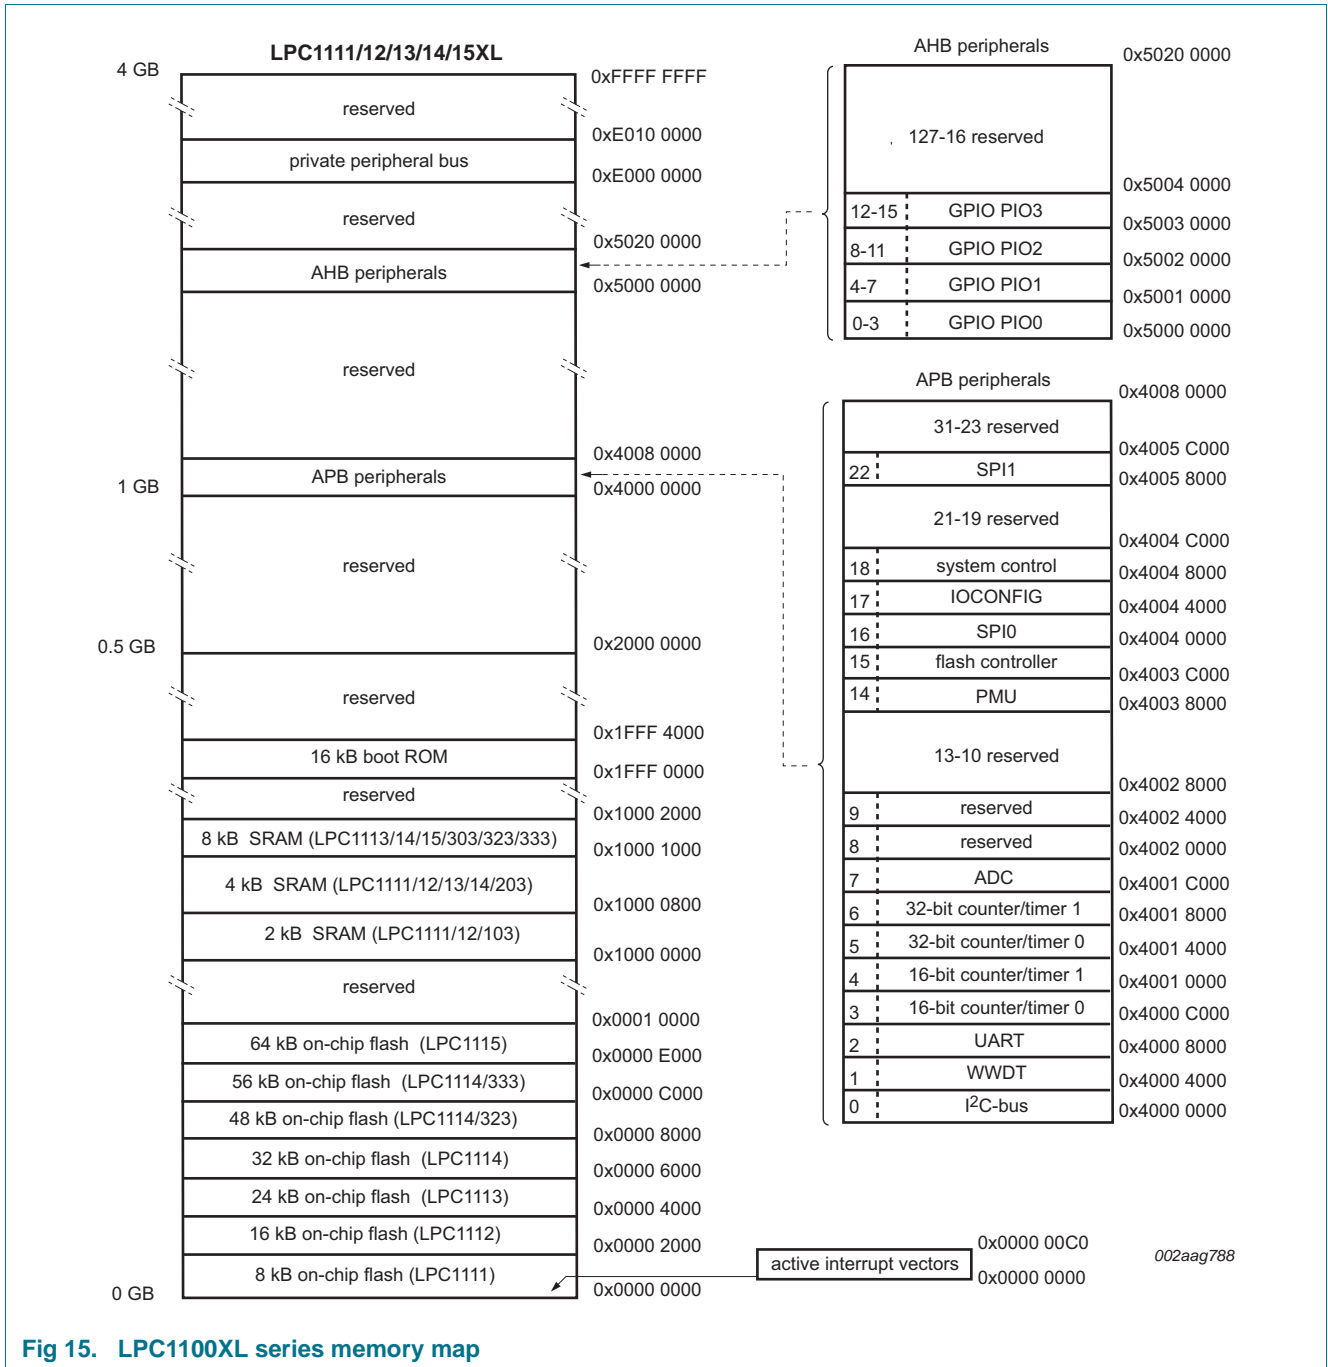 LPC1111/12/13/14/15XL
4 GB
0xFFFF FFFF
reserved
0xE010 0000
private peripheral bus
0xE000 0000
reserved
0x5020 0000
AHB peripherals
0x5000 0000
reserved
0x4008 0000
APB peripherals
1 GB
0x4000 0000
reserved
0.5 GB
0x2000 0000
reserved
0x1FFF 4000
16 kB boot ROM
0x1FFF 0000
reserved
0x1000 2000
8 kB SRAM (LPC1113/14/15/303/323/333)
0x1000 1000
4 kB SRAM (LPC1111/12/13/14/203)
0x1000 0800
2 kB SRAM (LPC1111/12/103)
0x1000 0000
reserved
0x0001 0000
64 kB on-chip flash (LPC1115)
0x0000 E000
56 kB on-chip flash (LPC1114/333)
0x0000 C000
48 kB on-chip flash (LPC1114/323)
0x0000 8000
32 kB on-chip flash (LPC1114)
0x0000 6000
24 kB on-chip flash (LPC1113)
0x0000 4000
16 kB on-chip flash (LPC1112)
0x0000 2000
8 kB on-chip flash (LPC1111)
0x0000 0000
0 GB
AHB peripherals
0x5020 0000
127-16 reserved
0x5004 0000
12-15 GPIO PIO3
0x5003 0000
8-11 GPIO PIO2
0x5002 0000
4-7 GPIO PIO1
0x5001 0000
0-3 GPIO PIO0
0x5000 0000
APB peripherals
0x4008 0000
31-23 reserved
0x4005 C000
22 SPI1
0x4005 8000
21-19 reserved
0x4004 C000
18 system control
0x4004 8000
17 IOCONFIG
0x4004 4000
16 SPI0
0x4004 0000
15 flash controller
0x4003 C000
14 PMU
0x4003 8000
13-10 reserved
0x4002 8000
9 reserved
0x4002 4000
8 reserved
0x4002 0000
7 ADC
0x4001 C000
6 32-bit counter/timer 1
0x4001 8000
5 32-bit counter/timer 0
0x4001 4000
4 16-bit counter/timer 1
0x4001 0000
3 16-bit counter/timer 0
0x4000 C000
2 UART
0x4000 8000
1 WWDT
0x4000 4000
0 I2C-bus
0x4000 0000
0x0000 00C0
active interrupt vectors
0x0000 0000
002aag788
Fig 15. LPC1100XL series memory map